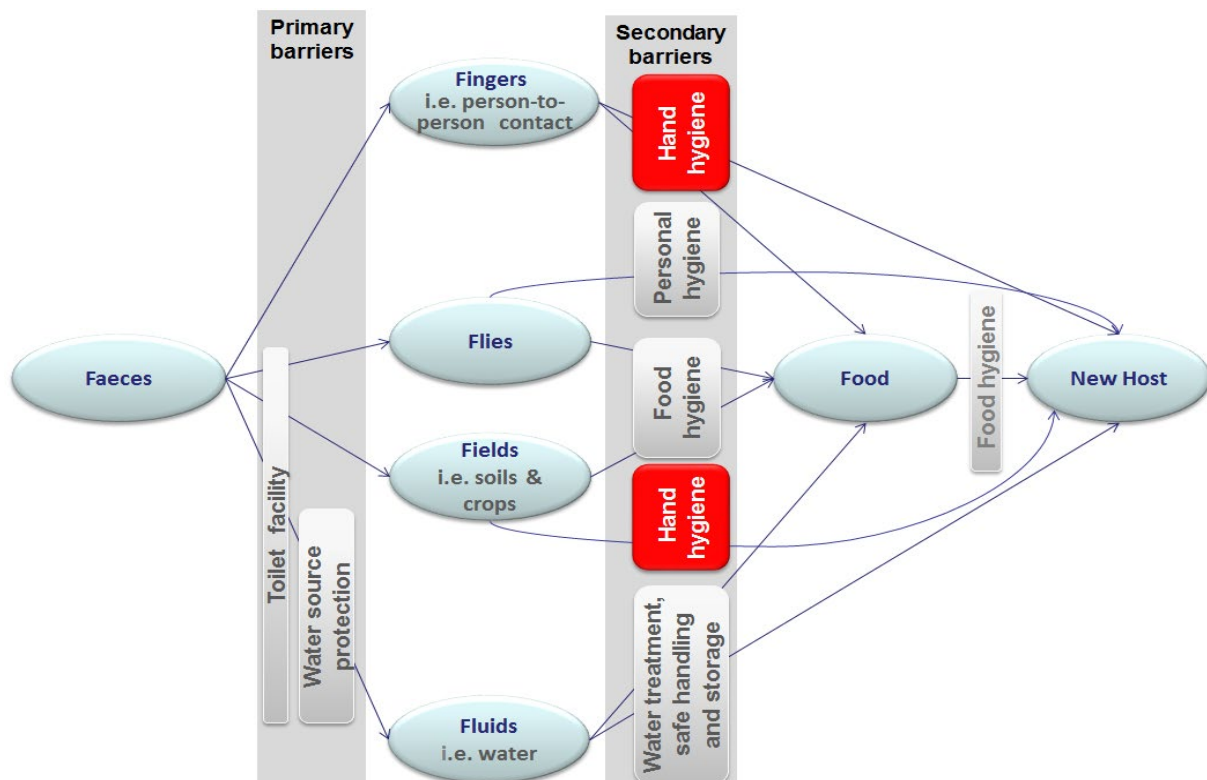 Primary
barriers
Secondary
barriers
Fingers
i.e. person-to-
person contact
Hand
hygiene
Personal
hygiene
Faeces
Flies
Food
hygiene
Food
Food hygiene
New Host
Toilet facility
Fields
i.e. soils &
crops
Hand
hygiene
Water source
protection
Fluids
i.e. water
Water treatment,
safe handling
and storage